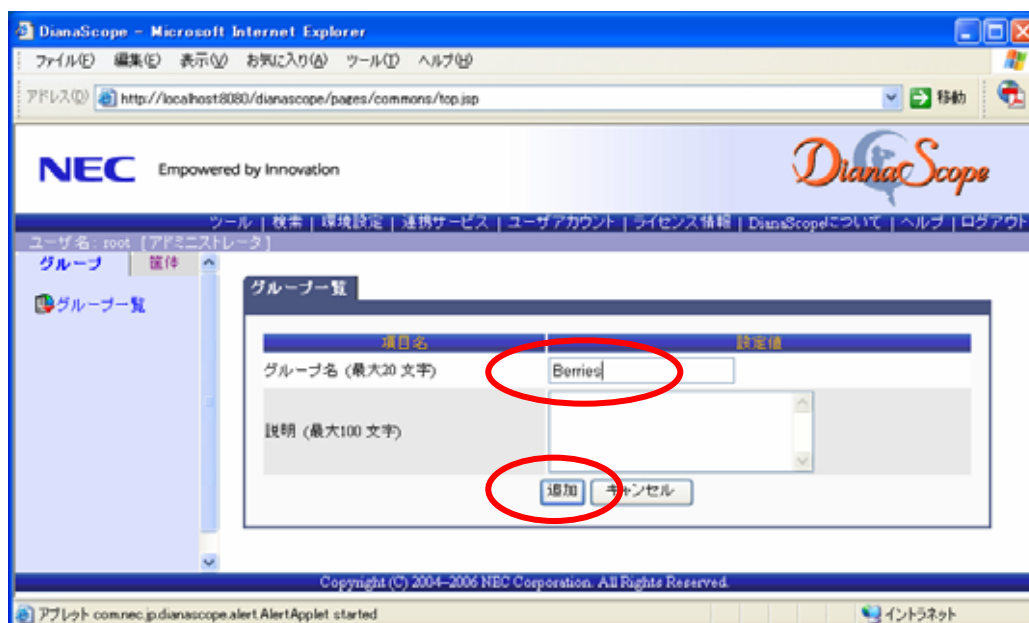 DianaScope - Microsoft Internet Explorer
ファイル(F) 編集(E) 表示(V) お気に入り(A) ツール(T) ヘルプ(H)
アドレス(D) http://localhost:8080/dianascope/pages/commons/top.jsp 移動
NEC Empowered by Innovation DianaScope
ツール | 検索 | 環境設定 | 連携サービス | ユーザアカウント | ライセンス情報 | DianaScopeについて | ヘルプ | ログアウト
ユーザ名 : root [アドミニストレータ]
グループ 筐体
グループ一覧
グループ一覧
項目名 設定値
グループ名 (最大20 文字) Berries
説明 (最大100 文字)
追加 キャンセル
Copyright (C) 2004-2006 NEC Corporation. All Rights Reserved.
アプレット com.nec.jp.dianascope.alert.AlertApplet started イントラネット